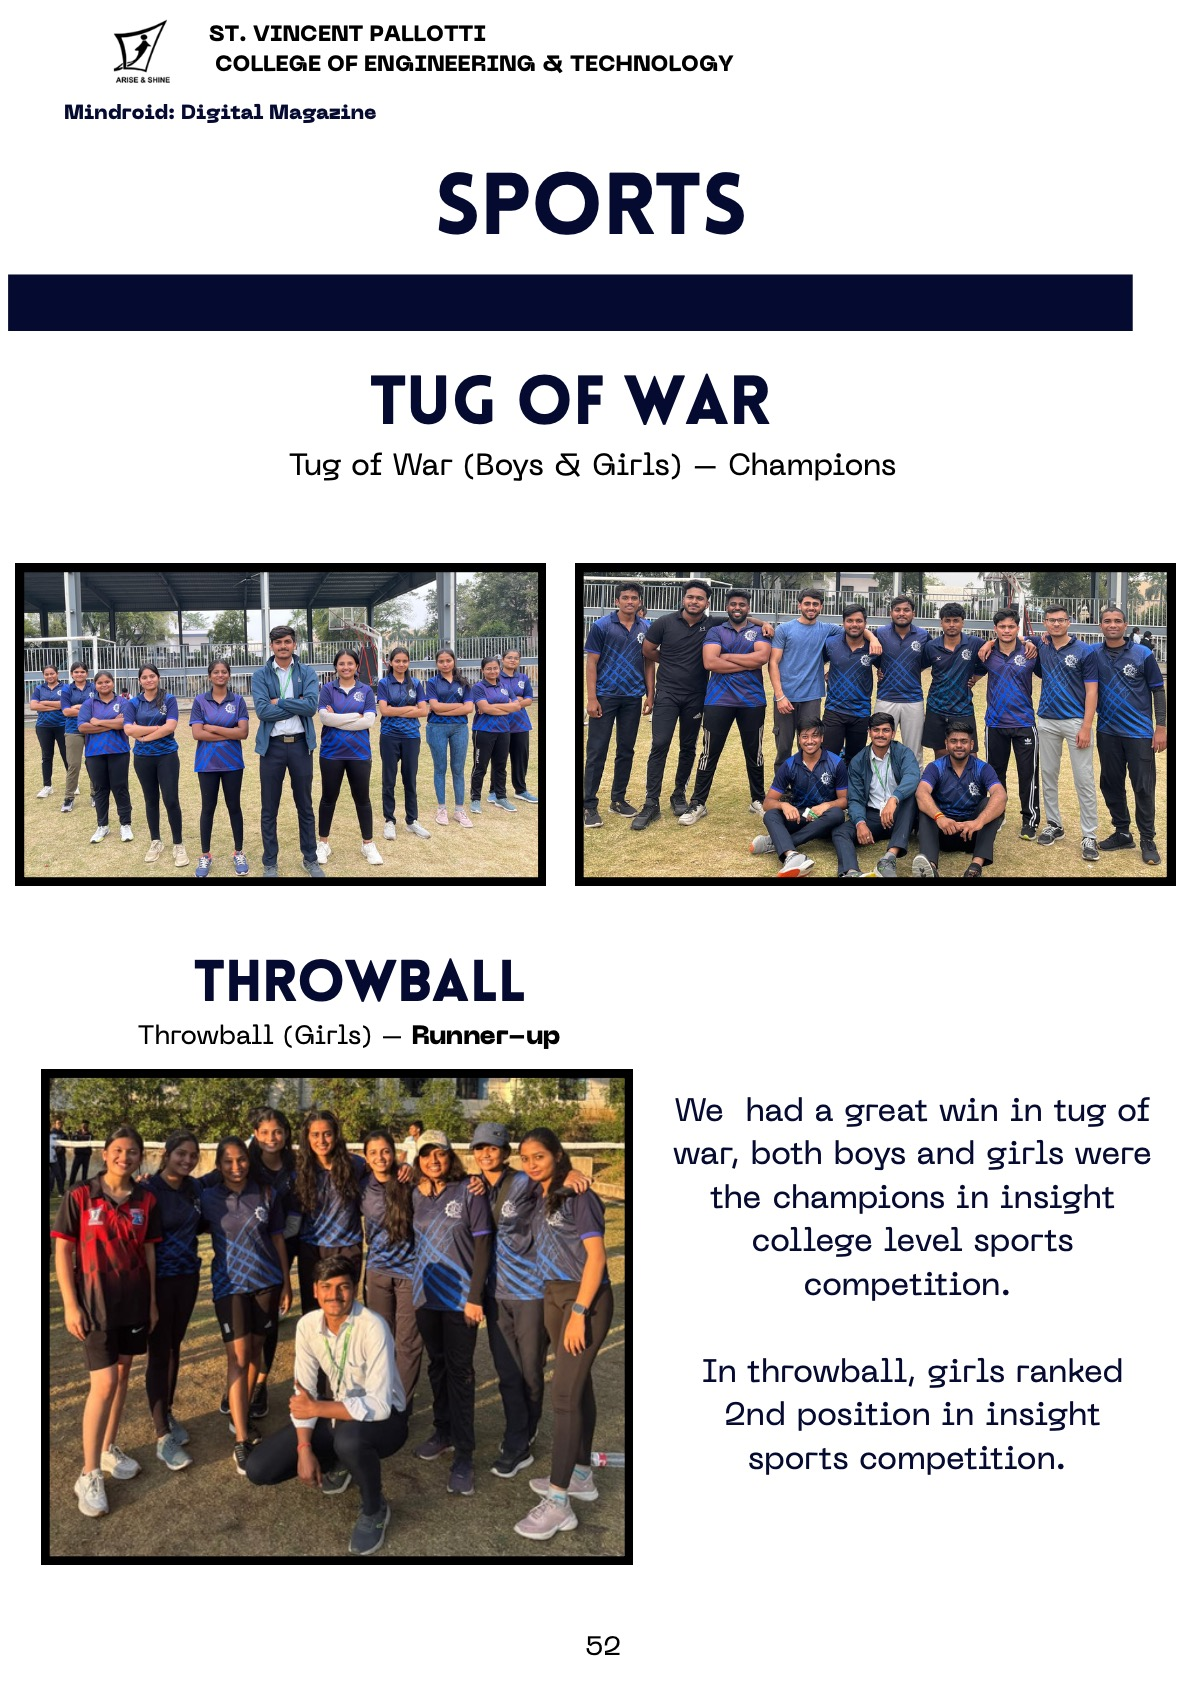 ST. VINCENT PALLOTTI
COLLEGE OF ENGINEERING & TECHNOLOGY
ARISE & SHINE
Mindroid: Digital Magazine
SPORTS
TUG OF WAR
Tug of War (Boys & Girls) – Champions
THROWBALL
Throwball (Girls) – Runner-up
We had a great win in tug of
war, both boys and girls were
the champions in insight
college level sports
competition.
In throwball, girls ranked
2nd position in insight
sports competition.
52